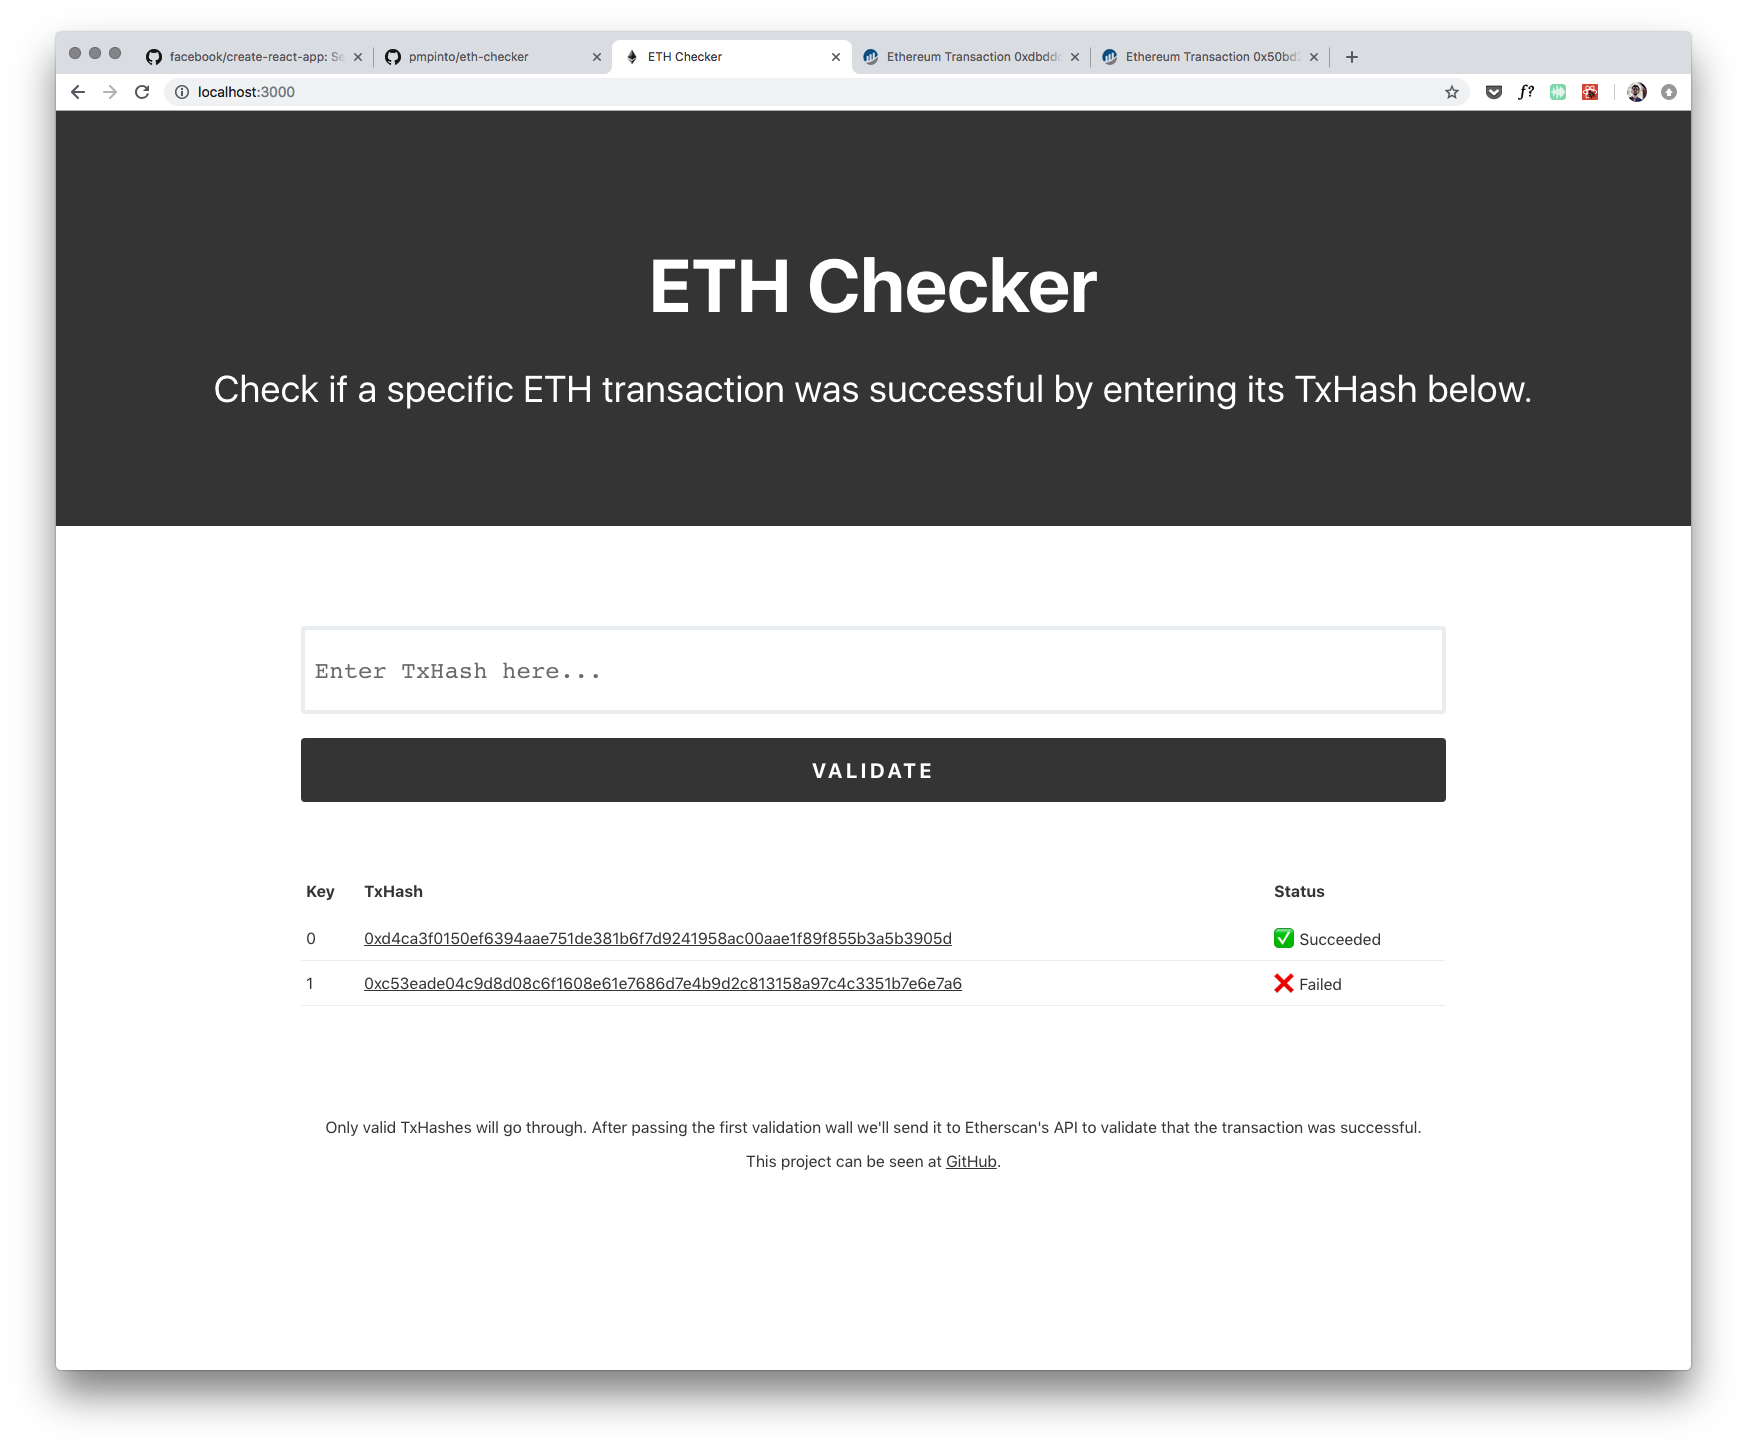 facebook/create-react-app: Se
pmpinto/eth-checker
ETH Checker
Ethereum Transaction 0xdbddc
Ethereum Transaction 0x50bd2
localhost:3000
f?
ETH Checker
Check if a specific ETH transaction was successful by entering its TxHash below.
Enter TxHash here...
VALIDATE
Key TxHash Status
0 0xd4ca3f0150ef6394aae751de381b6f7d9241958ac00aae1f89f855b3a5b3905d ✅ Succeeded
1 0xc53eade04c9d8d08c6f1608e61e7686d7e4b9d2c813158a97c4c3351b7e6e7a6 ❌ Failed
Only valid TxHashes will go through. After passing the first validation wall we'll send it to Etherscan's API to validate that the transaction was successful.
This project can be seen at GitHub.